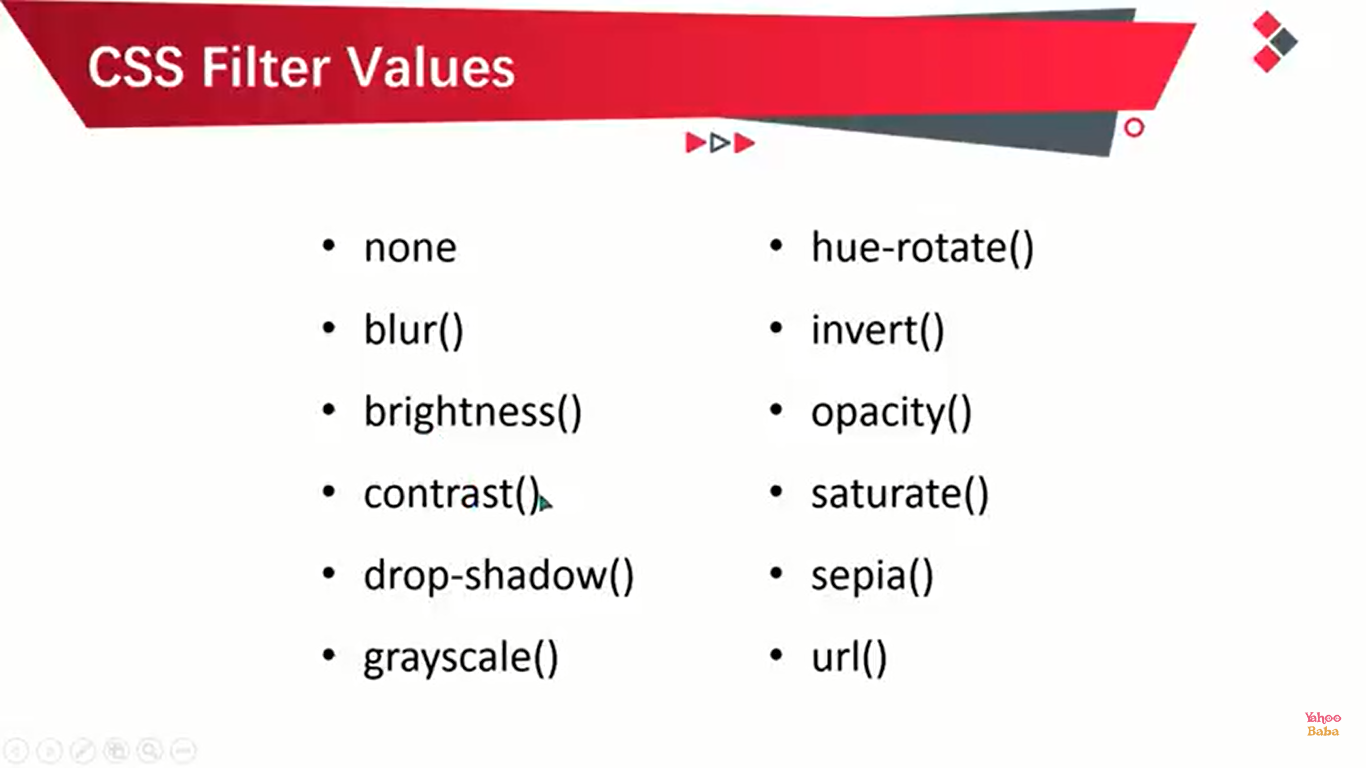 CSS Filter Values
• none
• blur()
• brightness()
• contrast()
• drop-shadow()
• grayscale()
• hue-rotate()
• invert()
• opacity()
• saturate()
• sepia()
• url()
Yahoo
Baba